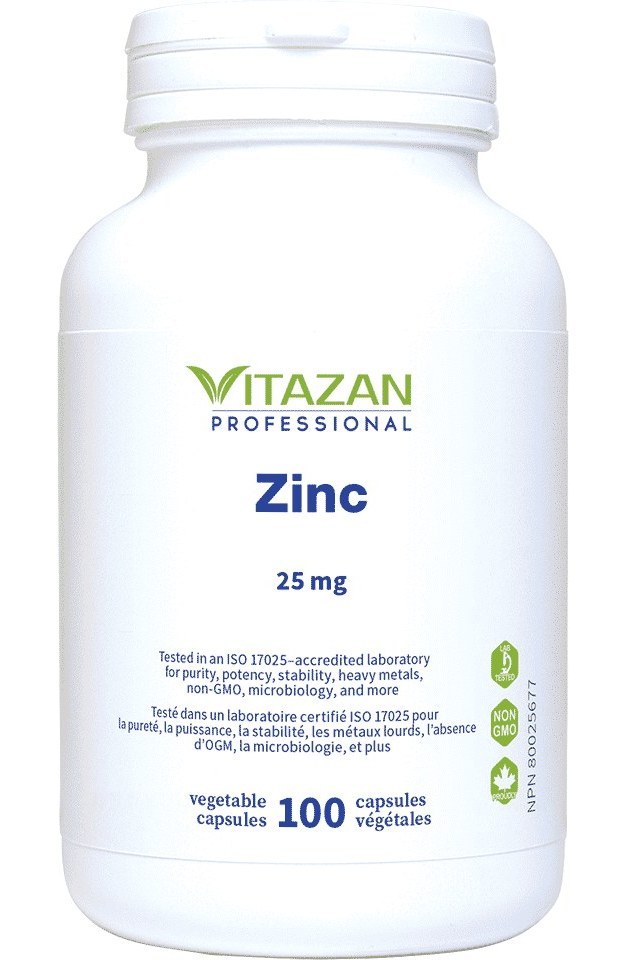 VITAZAN
PROFESSIONAL
Zinc
25 mg
Tested in an ISO 17025–accredited laboratory
for purity, potency, stability, heavy metals,
non-GMO, microbiology, and more
Testé dans un laboratoire certifié ISO 17025 pour
la pureté, la puissance, la stabilité, les métaux lourds, l'absence
d'OGM, la microbiologie, et plus
vegetable capsules
100
capsules végétales
LAB
TESTED
NON
GMO
PROUDLY
NPN 80025677